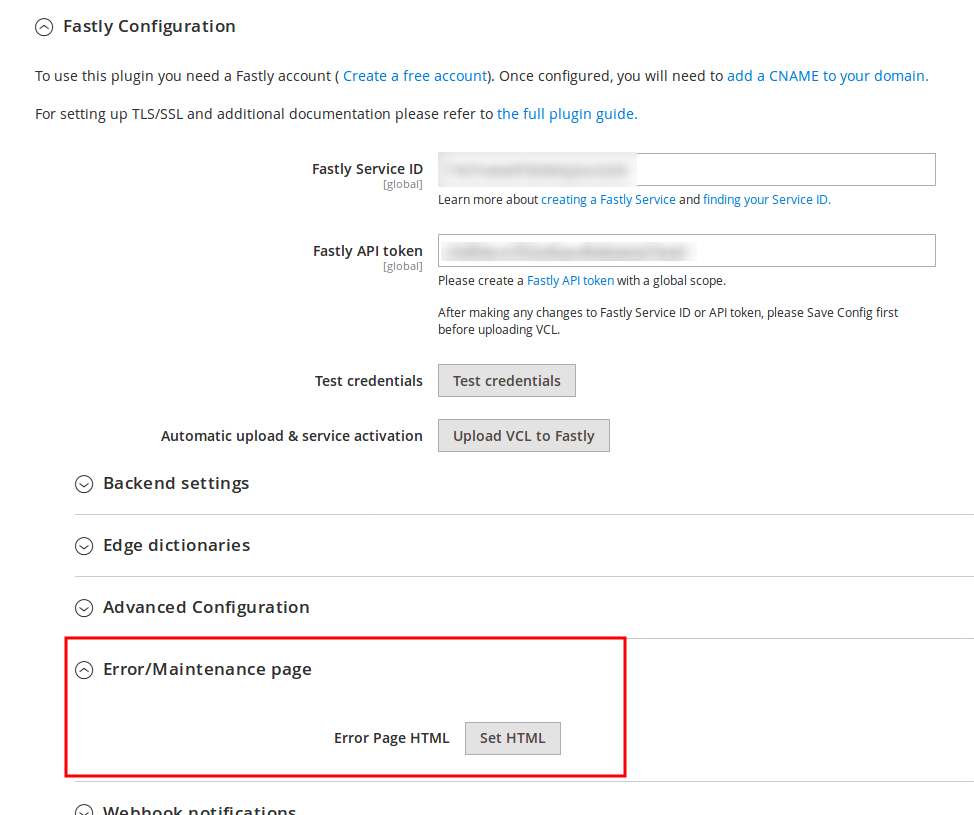 Fastly Configuration
To use this plugin you need a Fastly account ( Create a free account). Once configured, you will need to add a CNAME to your domain.
For setting up TLS/SSL and additional documentation please refer to the full plugin guide.
Fastly Service ID
[global]
Learn more about creating a Fastly Service and finding your Service ID.
Fastly API token
[global]
Please create a Fastly API token with a global scope.
After making any changes to Fastly Service ID or API token, please Save Config first
before uploading VCL.
Test credentials Test credentials
Automatic upload & service activation Upload VCL to Fastly
Backend settings
Edge dictionaries
Advanced Configuration
Error/Maintenance page
Error Page HTML Set HTML
Webhook notifications